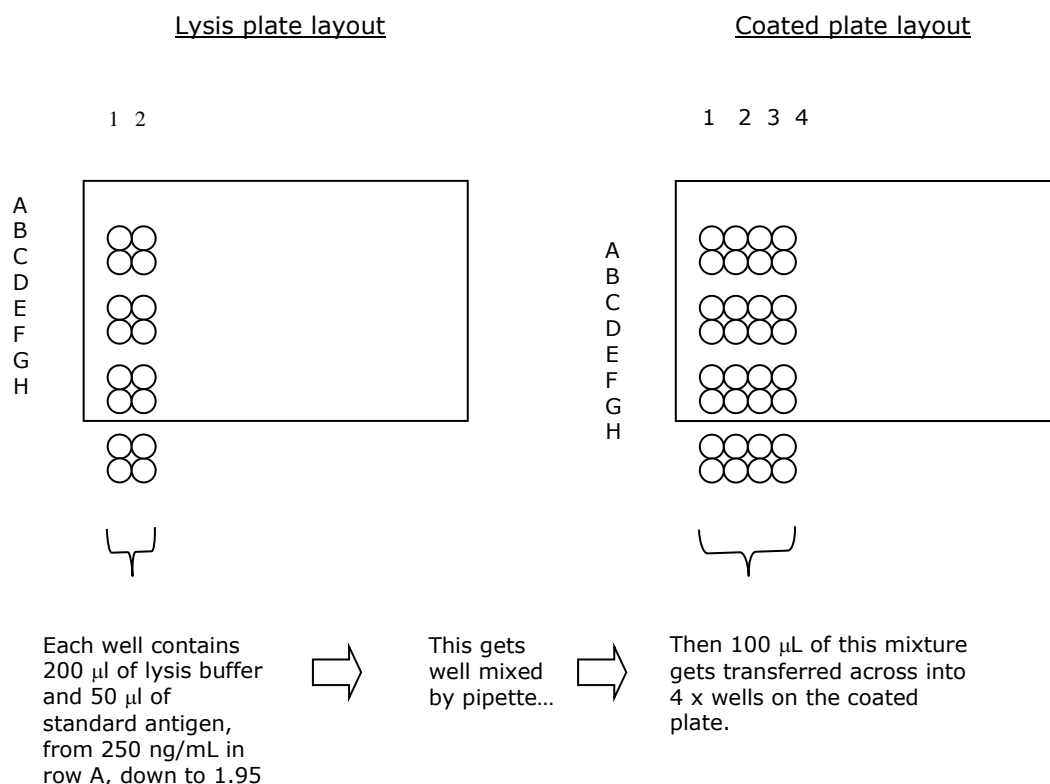 Lysis plate layout
Coated plate layout
1 2
1 2 3 4
A
B
C
D
E
F
G
H
A
B
C
D
E
F
G
H
Each well contains
200 μl of lysis buffer
and 50 μl of
standard antigen,
from 250 ng/mL in
row A, down to 1.95
This gets
well mixed
by pipette…
Then 100 μL of this mixture
gets transferred across into
4 x wells on the coated
plate.